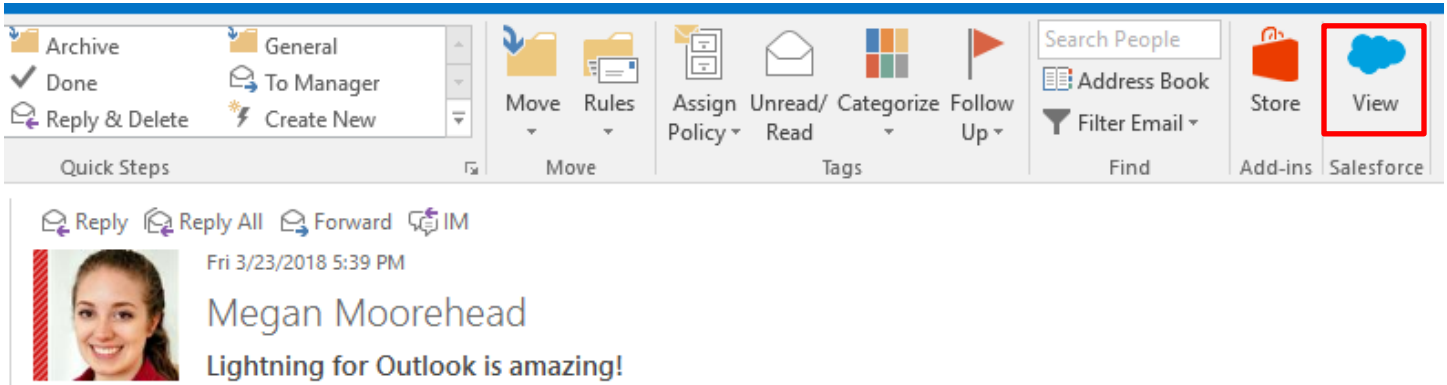 Archive General
Done To Manager
Reply & Delete Create New
Quick Steps
Move Rules
Move
Assign Policy Unread/ Read Categorize Follow Up
Tags
Search People
Address Book
Filter Email
Find
Store
Add-ins
View
Salesforce
Reply Reply All Forward IM
Fri 3/23/2018 5:39 PM
Megan Moorehead
Lightning for Outlook is amazing!